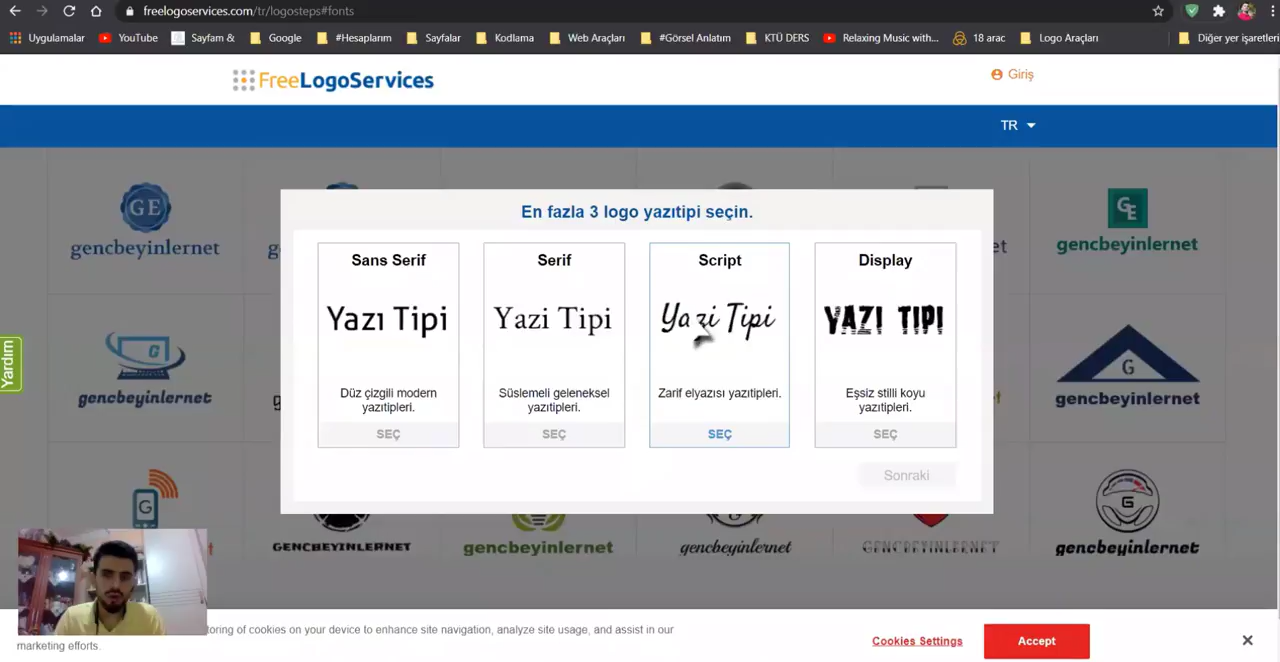 freelogoservices.com/tr/logosteps#fonts
Uygulamalar YouTube Sayfam & Google #Hesaplarım Sayfalar Kodlama Web Araçları #Görsel Anlatım KTÜ DERS Relaxing Music with... 18 arac Logo Araçları Diğer yer işaretleri
FreeLogoServices
Giriş
TR
GE
gencbeyinlernet
GE
gencbeyinlernet
En fazla 3 logo yazıtipi seçin.
Sans Serif
Serif
Script
Display
Yazı Tipi
Yazi Tipi
Yazi Tipi
YAZI TIPI
Düz çizgili modern yazıtipleri.
Süslemeli geleneksel yazıtipleri.
Zarif elyazısı yazıtipleri.
Eşsiz stilli koyu yazıtipleri.
SEÇ
SEÇ
SEÇ
SEÇ
Sonraki
Yardım
G
gencbeyinlernet
G
gencbeyinlernet
G
GENCBEYINLERNET
gencbeyinlernet
gencbeyinlernet
GENCBEYINLERNET
G
gencbeyinlernet
toring of cookies on your device to enhance site navigation, analyze site usage, and assist in our
marketing efforts.
Cookies Settings
Accept